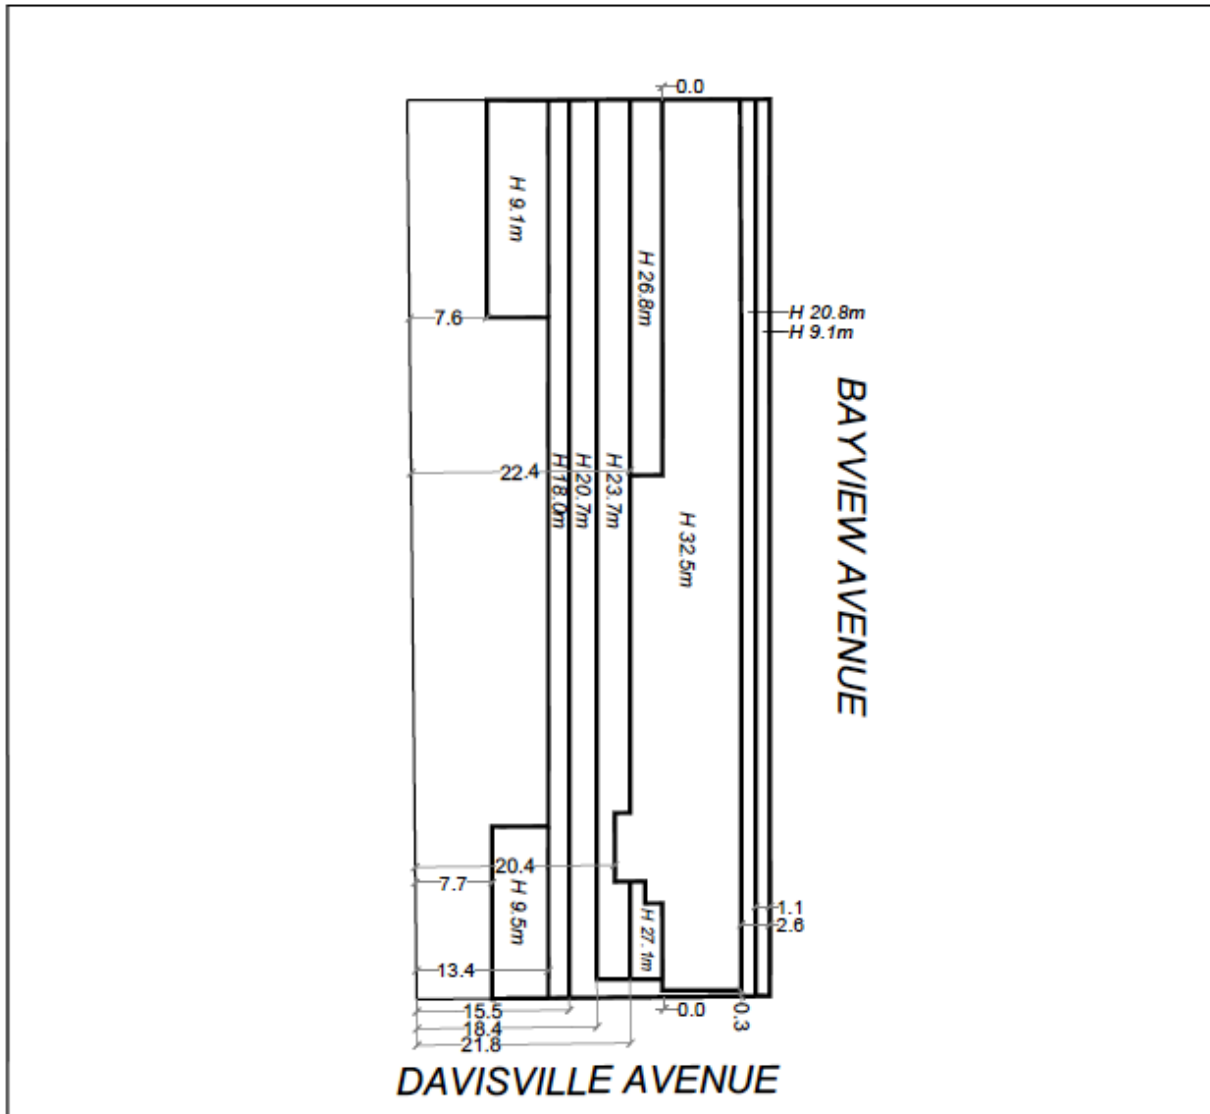 0.0
H 9.1m
H 26.8m
H 20.8m
7.6
H 9.1m
BAYVIEW AVENUE
22.4
H 18.0m
H 20.7m
H 23.7m
H 32.5m
20.4
7.7
H 9.5m
H 27.1m
1.1
2.6
13.4
15.5
0.0
0.3
18.4
21.8
DAVISVILLE AVENUE